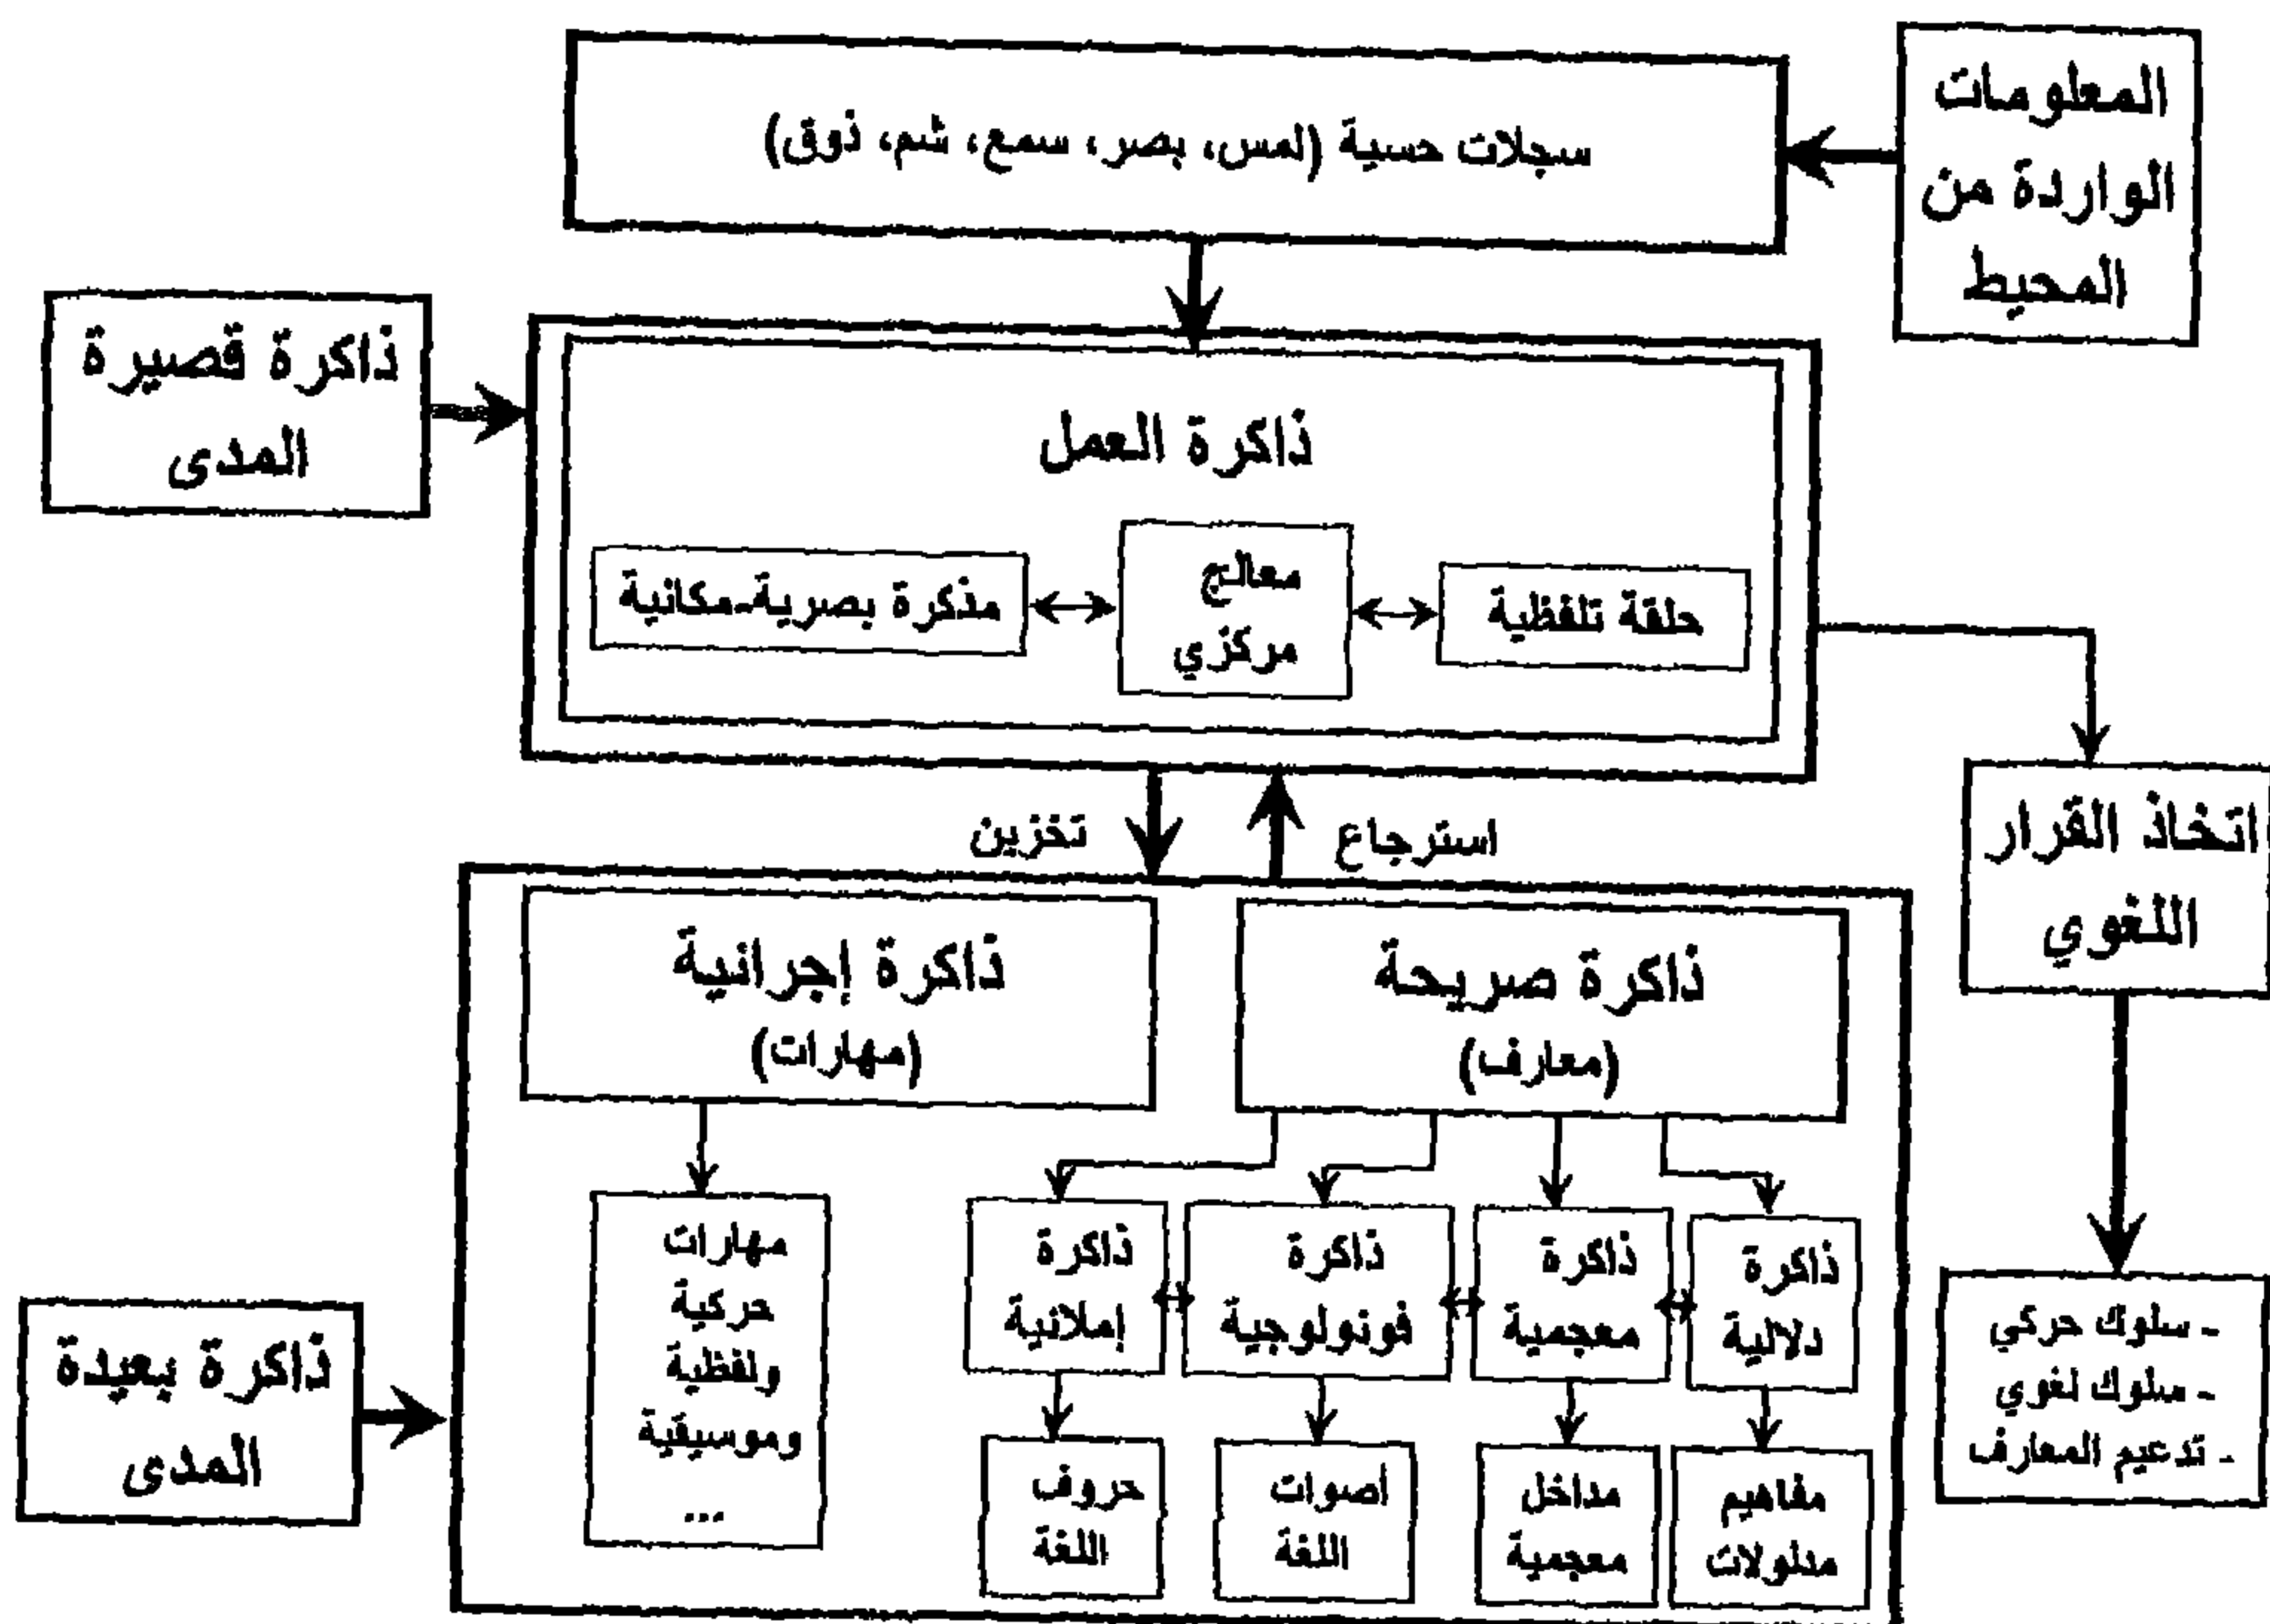 المعلومات
الواردة من
المحيط
سجلات حسية (لمس، بصر، سمع، شم، ذوق)
ذاكرة قصيرة
المدى
ذاكرة العمل
حلقة تلفظية
معالج
مركزي
مذكرة بصرية-مكانية
اتخاذ القرار
اللغوي
استرجاع
تخزين
ذاكرة صريحة
(معارف)
ذاكرة إجرائية
(مهارات)
ذاكرة
دلالية
ذاكرة
معجمية
ذاكرة
فونولوجية
ذاكرة
إملائية
مهارات
حركية
ولفظية
وموسيقية
...
مفاهيم
مدلولات
مداخل
معجمية
أصوات
اللغة
حروف
اللغة
- سلوك حركي
- سلوك لغوي
- تدعيم المعارف
ذاكرة بعيدة
المدى